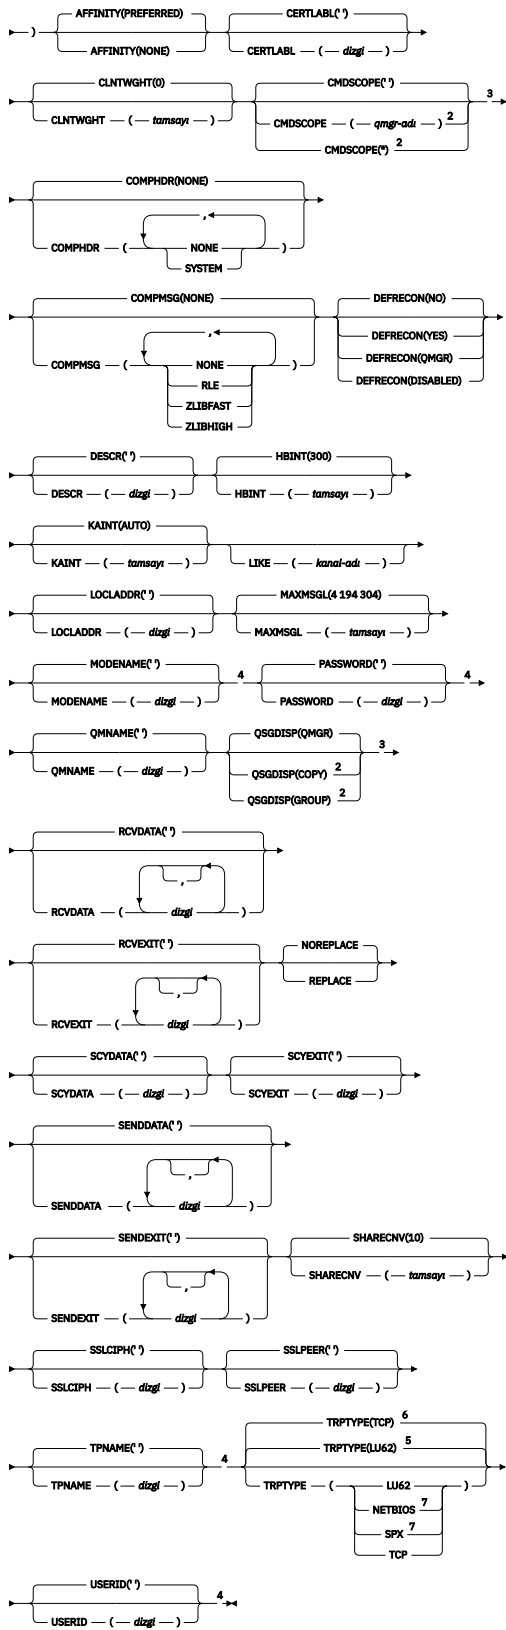 )
AFFINITY(PREFERRED)
AFFINITY(NONE)
CERTLABL(' ')
CERTLABL ( dizgi )
CLNTWGHT(0)
CLNTWGHT ( tamsayı )
CMDSCOPE(' ')
CMDSCOPE ( qmgr-adı ) 2
CMDSCOPE(*) 2
3
COMPHDR(NONE)
,
COMPHDR ( NONE )
SYSTEM
COMPMSG(NONE)
,
COMPMSG ( NONE )
RLE
ZLIBFAST
ZLIBHIGH
DEFRECON(NO)
DEFRECON(YES)
DEFRECON(QMGR)
DEFRECON(DISABLED)
DESCR(' ')
DESCR ( dizgi )
HBINT(300)
HBINT ( tamsayı )
KAINT(AUTO)
KAINT ( tamsayı )
LIKE ( kanal-adı )
LOCLADDR(' ')
LOCLADDR ( dizgi )
MAXMSGL(4 194 304)
MAXMSGL ( tamsayı )
MODENAME(' ')
MODENAME ( dizgi )
4
PASSWORD(' ')
PASSWORD ( dizgi )
4
QMNAME(' ')
QMNAME ( dizgi )
QSGDISP(QMGR)
QSGDISP(COPY) 2
QSGDISP(GROUP) 2
3
RCVDATA(' ')
,
RCVDATA ( dizgi )
RCVEXIT(' ')
,
RCVEXIT ( dizgi )
NOREPLACE
REPLACE
SCYDATA(' ')
SCYDATA ( dizgi )
SCYEXIT(' ')
SCYEXIT ( dizgi )
SENDDATA(' ')
,
SENDDATA ( dizgi )
SENDEXIT(' ')
,
SENDEXIT ( dizgi )
SHARECNV(10)
SHARECNV ( tamsayı )
SSLCIPH(' ')
SSLCIPH ( dizgi )
SSLPEER(' ')
SSLPEER ( dizgi )
TPNAME(' ')
TPNAME ( dizgi )
4
TRPTYPE(TCP) 6
TRPTYPE(LU62) 5
TRPTYPE ( LU62 )
NETBIOS 7
SPX 7
TCP
USERID(' ')
USERID ( dizgi )
4